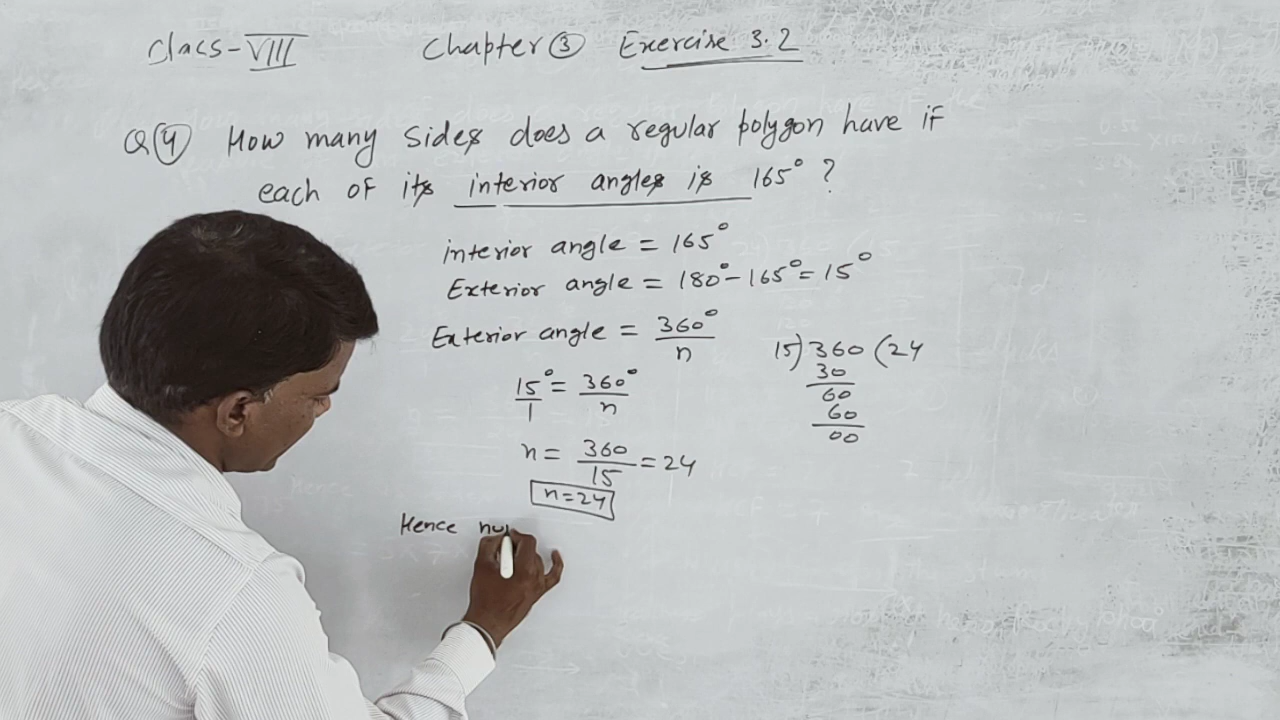 Class-VIII Chapter ③ Exercise 3.2
Q④ How many sides does a regular polygon have if
each of its interior angles is 165° ?
interior angle = 165°
Exterior angle = 180° - 165° = 15°
Exterior angle = 360°/n
15°/1 = 360°/n
n = 360/15 = 24
n = 24
Hence nu
15) 360 (24
30
60
60
00